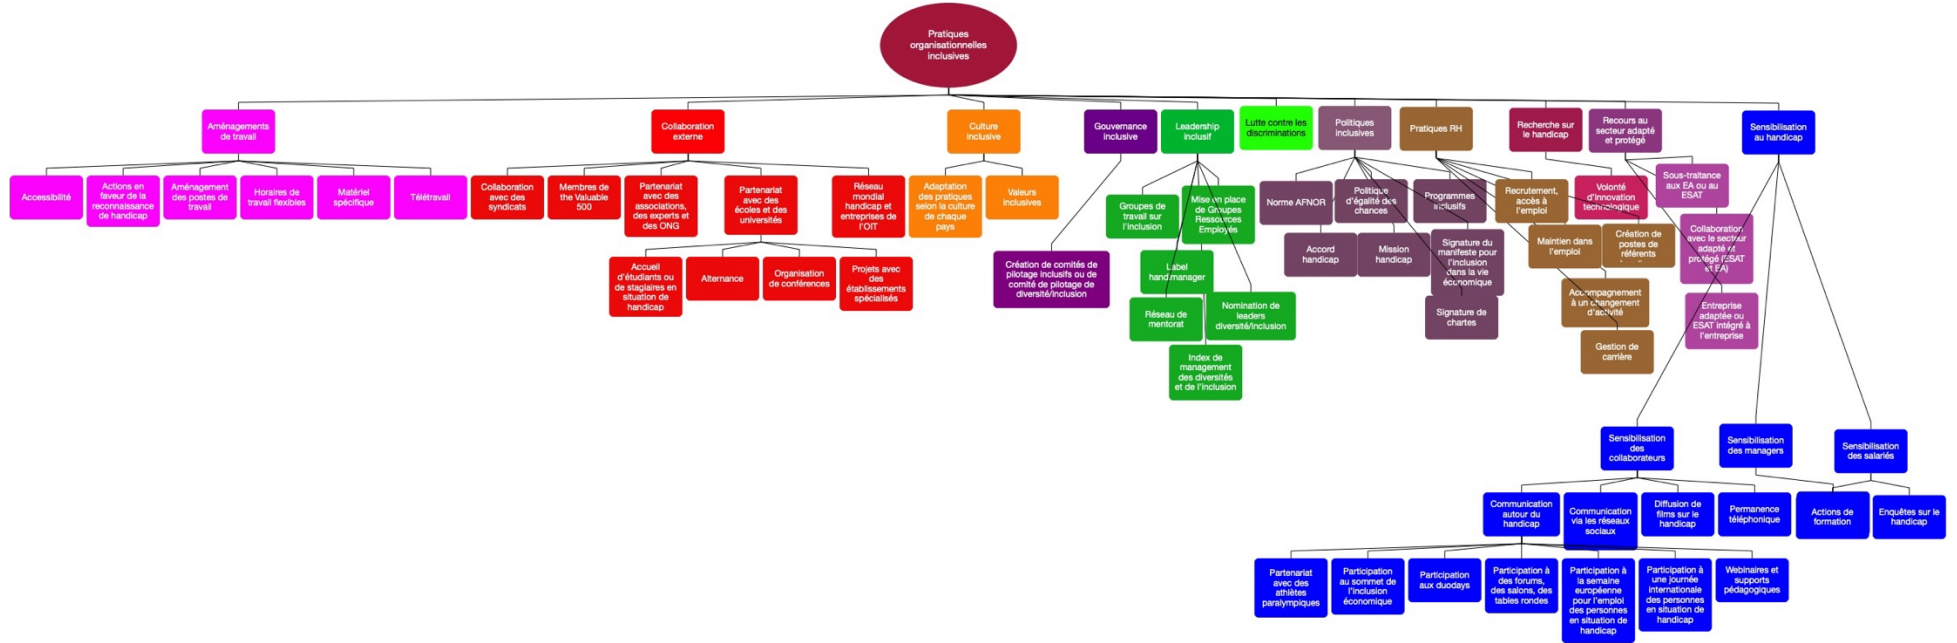 Pratiques
organisationnelles
inclusives
Aménagements
de travail
Collaboration
externe
Culture
inclusive
Gouvernance
inclusive
Leadership
inclusif
Lutte contre les
discriminations
Politiques
inclusives
Pratiques RH
Recherche sur
le handicap
Recours au
secteur adapté
et protégé
Sensibilisation
au handicap
Accessibilité
Actions en
faveur de la
reconnaissance
de handicap
Aménagement
des postes de
travail
Horaires de
travail flexibles
Matériel
spécifique
Télétravail
Collaboration
avec des
syndicats
Membres de
the Valuable
500
Partenariat
avec des
associations,
des experts et
des ONG
Partenariat
avec des
écoles et des
universités
Réseau
mondial
handicap et
entreprises de
l'OIT
Adaptation
des pratiques
selon la culture
de chaque
pays
Valeurs
inclusives
Groupes de
travail sur
l'inclusion
Mise en place
de Groupes
Ressources
Employés
Norme AFNOR
Politique
d'égalité des
chances
Programmes
inclusifs
Recrutement,
accès à
l'emploi
Volonté
d'innovation
technologique
Sous-traitance
aux EA ou au
ESAT
Accueil
d'étudiants ou
de stagiaires en
situation de
handicap
Alternance
Organisation
de conférences
Projets avec
des
établissements
spécialisés
Création de comités de
pilotage inclusifs ou de
comité de pilotage de
diversité/inclusion
Label
handimanager
Accord
handicap
Mission
handicap
Signature du
manifeste pour
l'inclusion
dans la vie
économique
Maintien dans
l'emploi
Création de
postes de
référents
Collaboration
avec le secteur
adapté et
protégé (ESAT
et EA)
Réseau de
mentorat
Nomination de
leaders
diversité/inclusion
Signature de
chartes
Accompagnement
à un changement
d'activité
Entreprise
adaptée ou
ESAT intégré à
l'entreprise
Index de
management
des diversités
et de l'inclusion
Gestion de
carrière
Sensibilisation
des
collaborateurs
Sensibilisation
des managers
Sensibilisation
des salariés
Communication
autour du
handicap
Communication
via les réseaux
sociaux
Diffusion de
films sur le
handicap
Permanence
téléphonique
Actions de
formation
Enquêtes sur le
handicap
Partenariat
avec des
athlètes
paralympiques
Participation
au sommet de
l'inclusion
économique
Participation
aux duodays
Participation à
des forums,
des salons, des
tables rondes
Participation à
la semaine
européenne
pour l'emploi
des personnes
en situation de
handicap
Participation à
une journée
internationale
des personnes
en situation de
handicap
Webinaires et
supports
pédagogiques